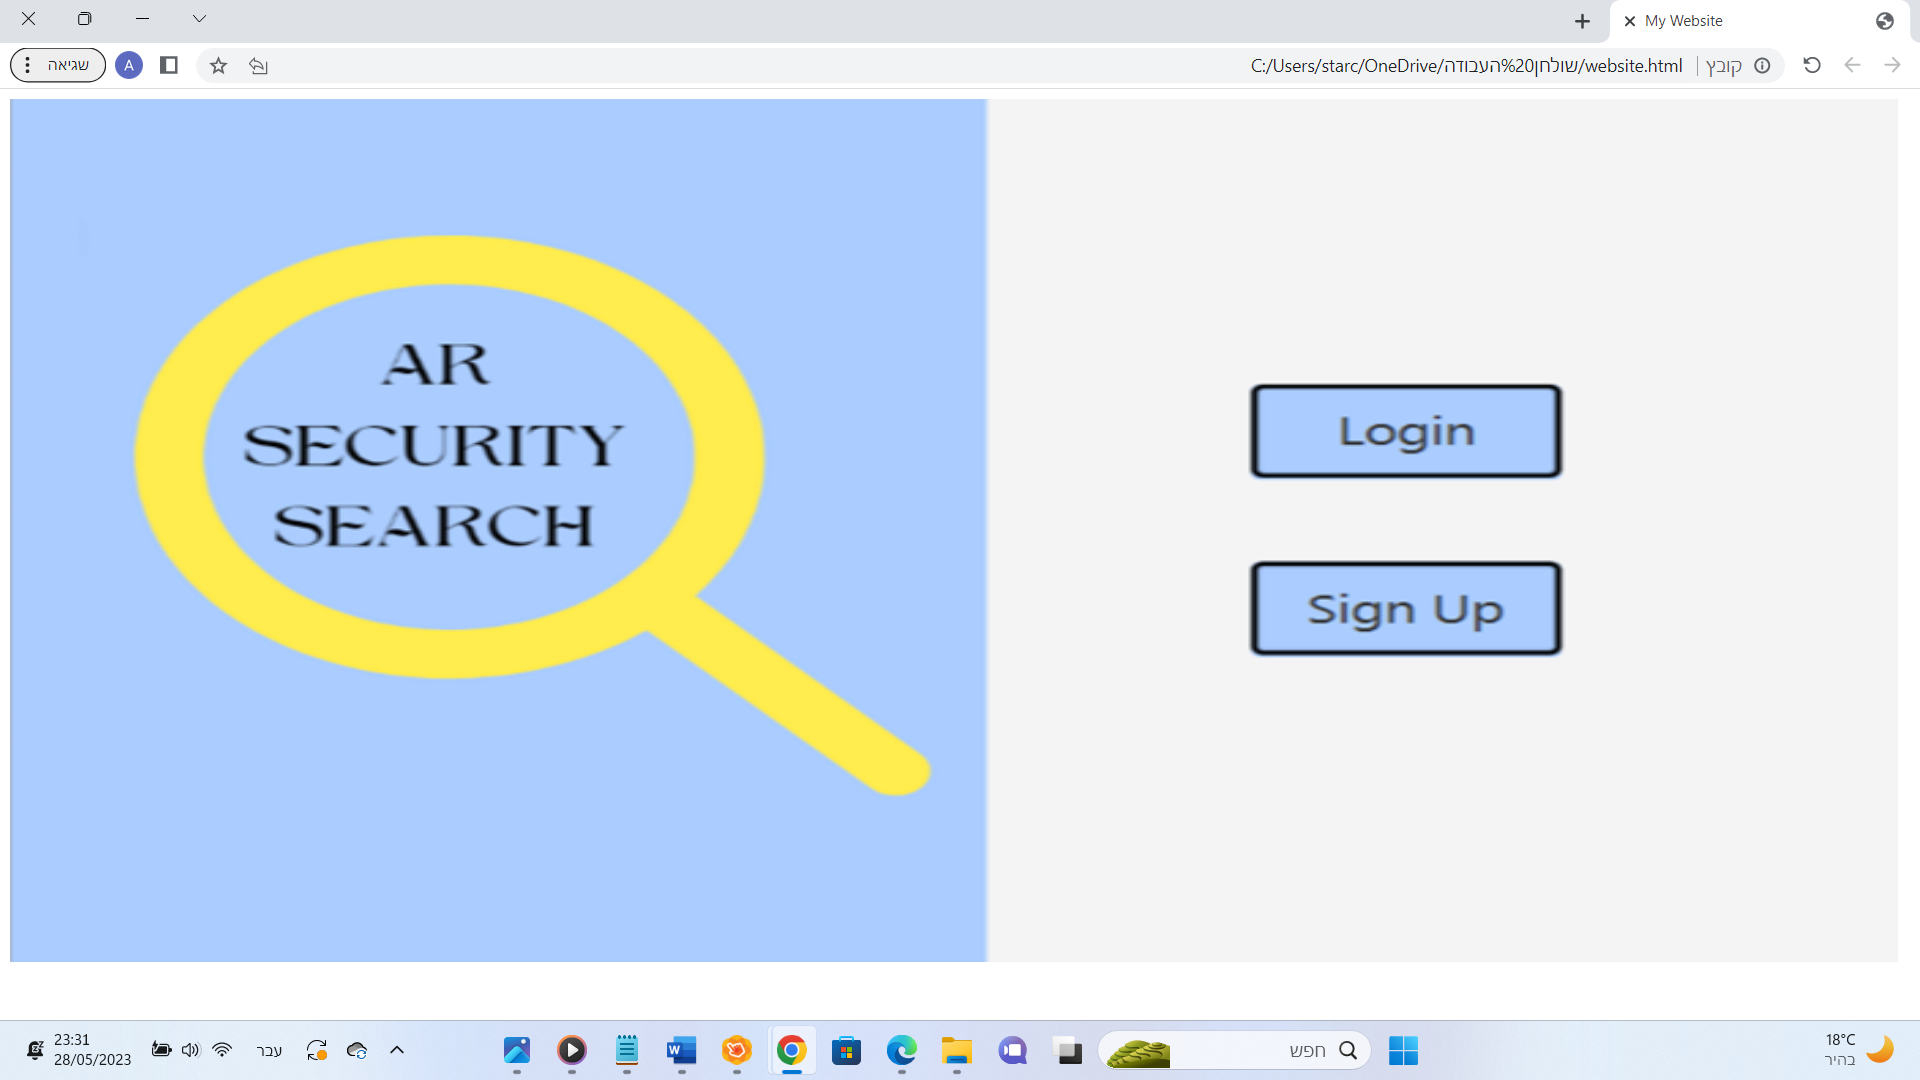 My Website
קובץ C:/Users/starc/OneDrive/שולחן%20העבודה/website.html
A
שגיאה
AR
SECURITY
SEARCH
Login
Sign Up
18°C
בהיר
חפש
עבר
23:31
28/05/2023